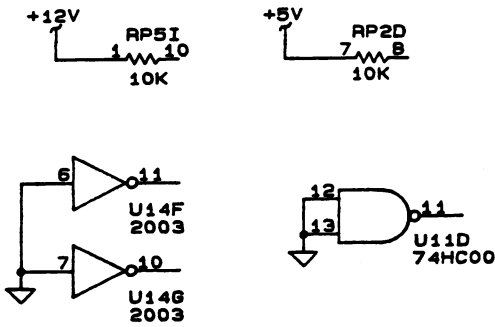 +12V
RP5I
1 10
10K
+5V
RP2D
7 8
10K
6 11
U14F
2003
7 10
U14G
2003
12
13
11
U11D
74HC00